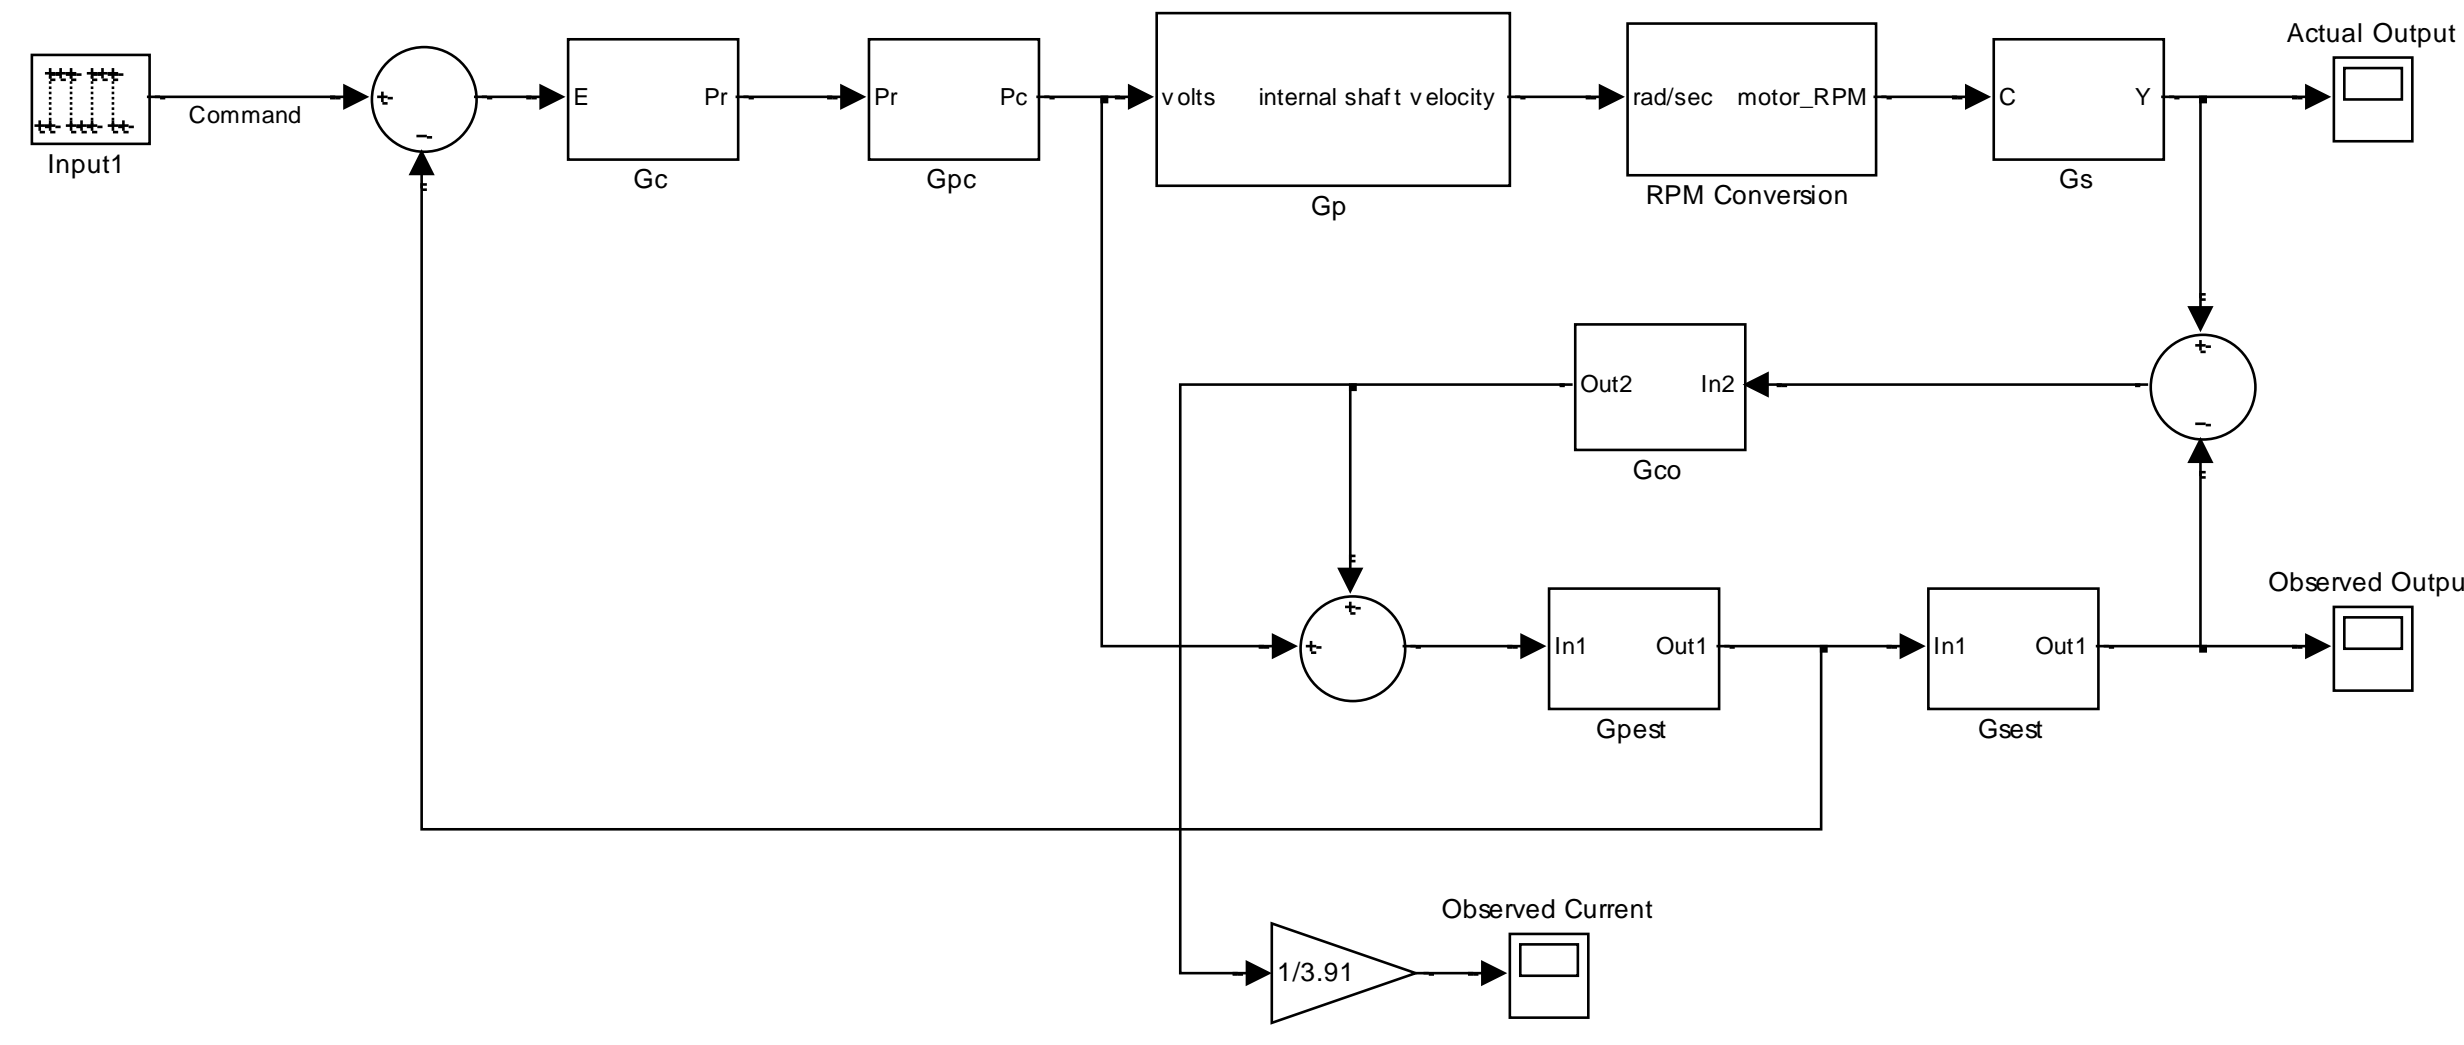 Actual Output
Command
Input1
E
Pr
Gc
Pr
Pc
Gpc
volts
internal shaft velocity
Gp
rad/sec
motor_RPM
RPM Conversion
C
Y
Gs
+
-
+
-
Out2
In2
Gco
Observed Outpu
+
+
In1
Out1
Gpest
In1
Out1
Gsest
Observed Current
1/3.91